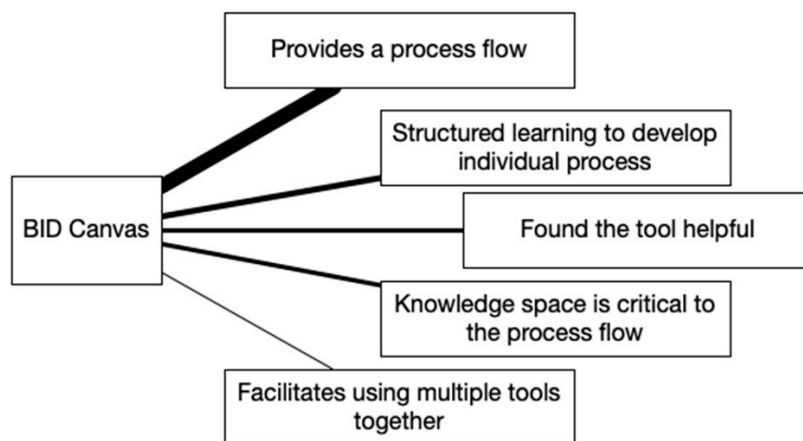 Provides a process flow
Structured learning to develop
individual process
BID Canvas
Found the tool helpful
Knowledge space is critical to
the process flow
Facilitates using multiple tools
together